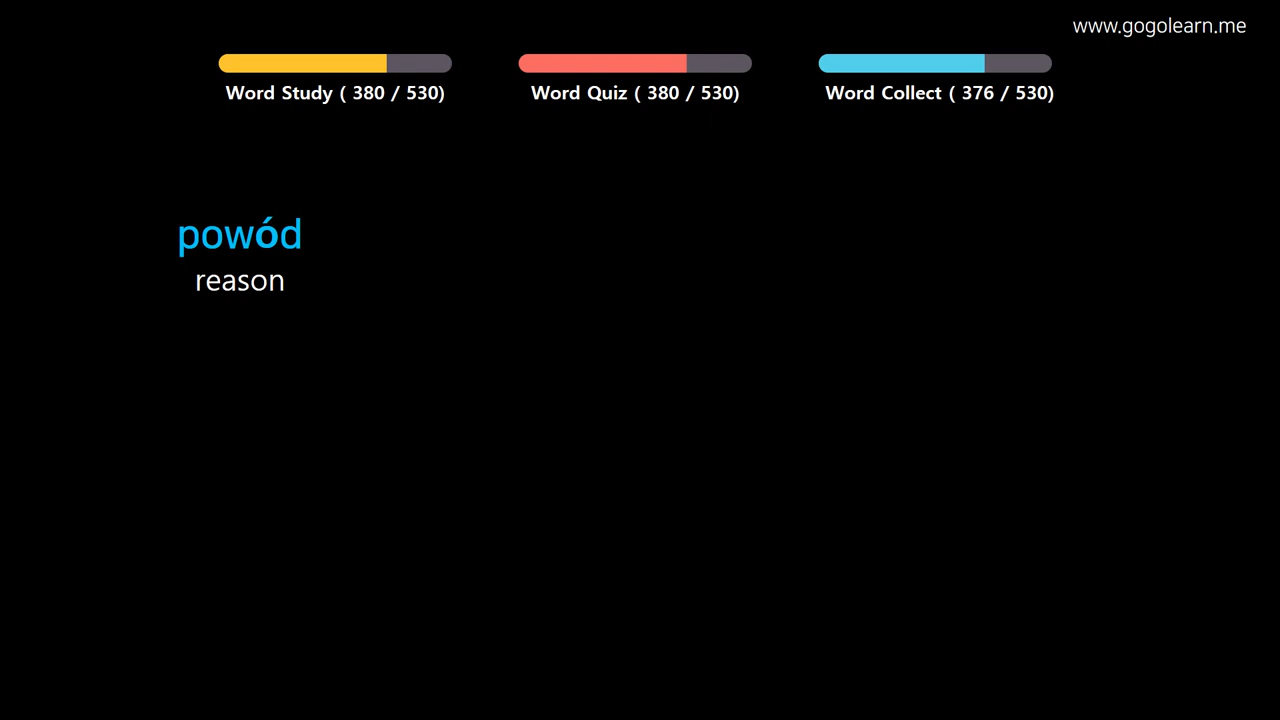 www.gogolearn.me
Word Study ( 380 / 530)
Word Quiz ( 380 / 530)
Word Collect ( 376 / 530)
powód
reason